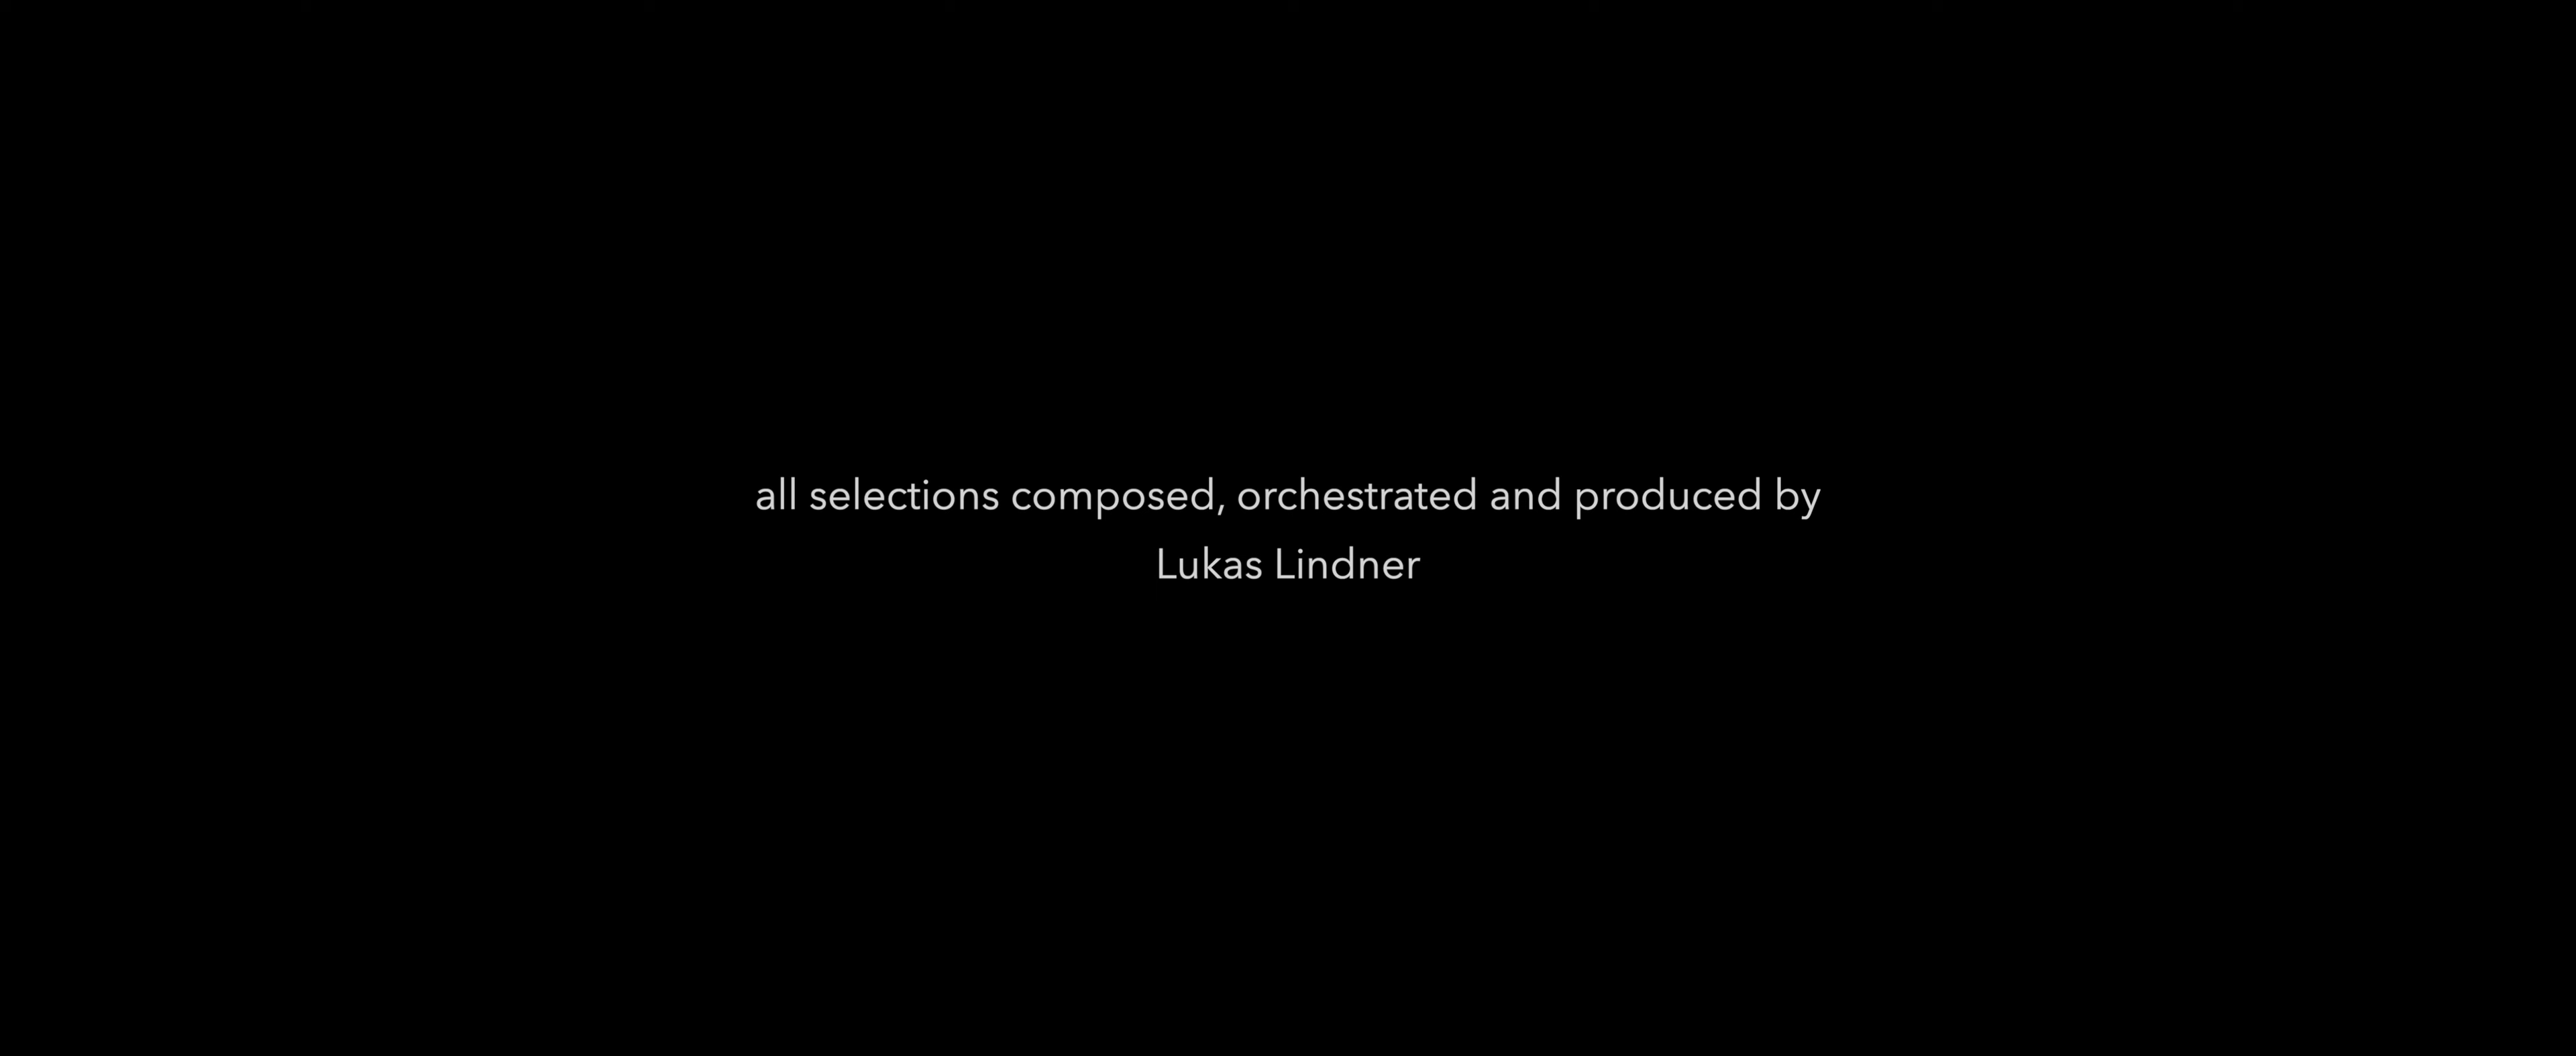 all selections composed, orchestrated and produced by
Lukas Lindner